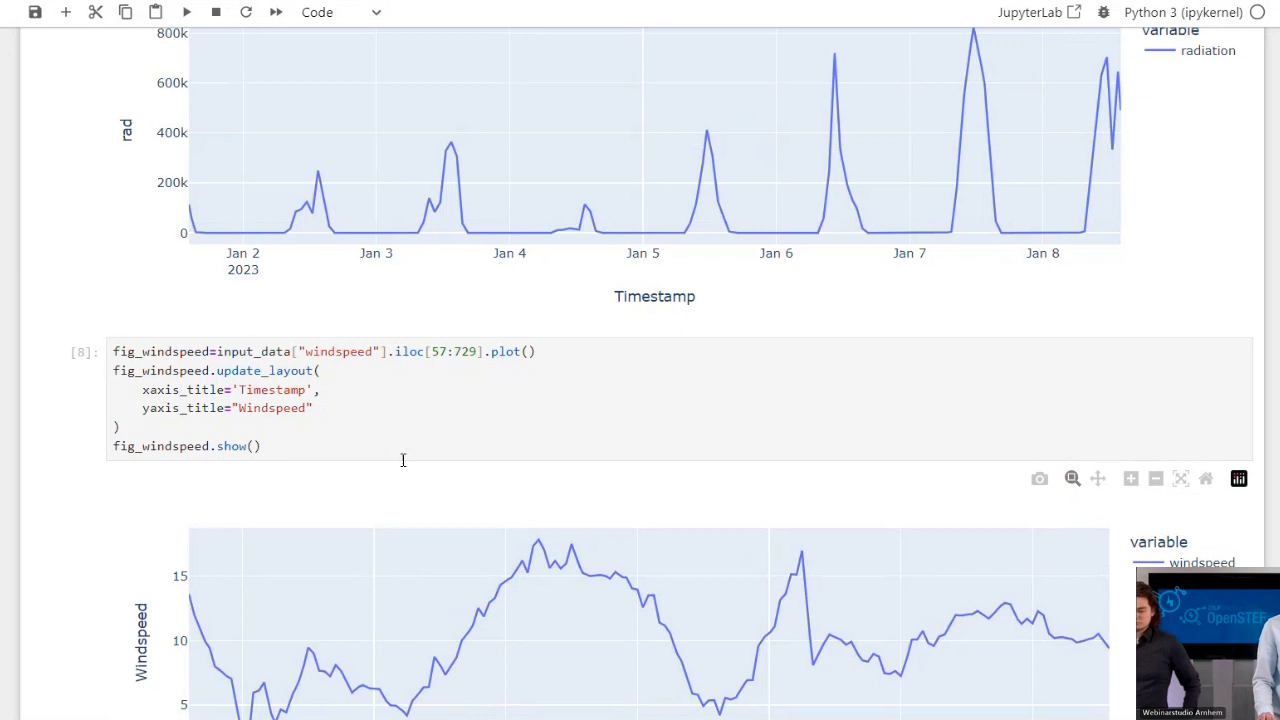 Code
JupyterLab
Python 3 (ipykernel)
variable
radiation
800k
600k
400k
200k
0
rad
Jan 2
2023
Jan 3
Jan 4
Jan 5
Jan 6
Jan 7
Jan 8
Timestamp
[8]:
fig_windspeed=input_data["windspeed"].iloc[57:729].plot()
fig_windspeed.update_layout(
xaxis_title='Timestamp',
yaxis_title="Windspeed"
)
fig_windspeed.show()
variable
windspeed
15
10
5
Windspeed
OpenSTEF
Webinarstudio Arnhem